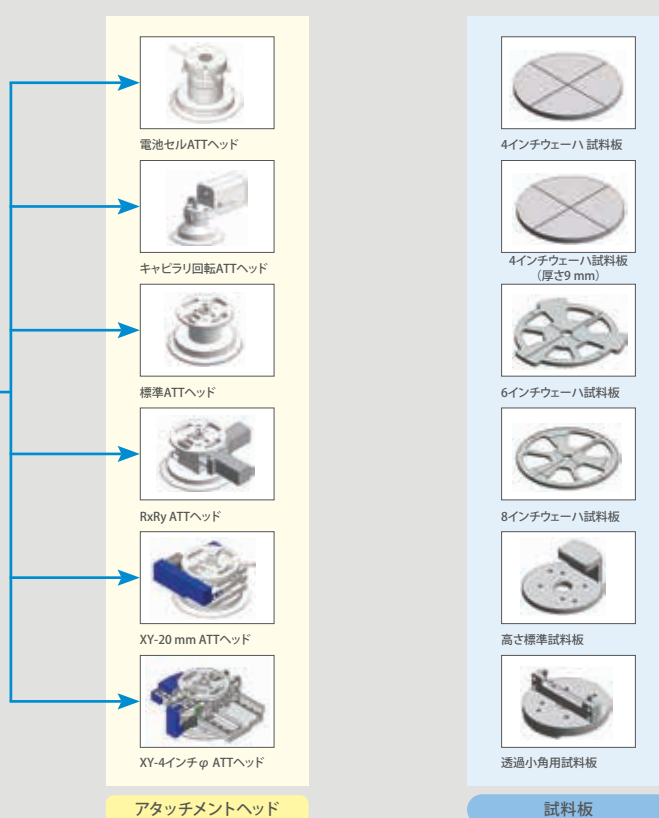 電池セルATTヘッド
キャピラリ回転ATTヘッド
標準ATTヘッド
RxRy ATTヘッド
XY-20 mm ATTヘッド
XY-4インチφ ATTヘッド
アタッチメントヘッド
4インチウェーハ 試料板
4インチウェーハ試料板
（厚さ9 mm）
6インチウェーハ試料板
8インチウェーハ試料板
高さ標準試料板
透過小角用試料板
試料板